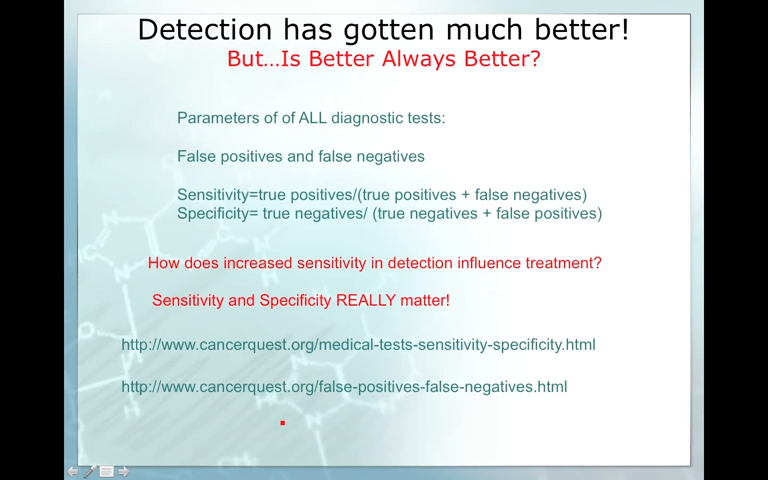 Detection has gotten much better!
But...Is Better Always Better?
Parameters of of ALL diagnostic tests:
False positives and false negatives
Sensitivity=true positives/(true positives + false negatives)
Specificity= true negatives/ (true negatives + false positives)
How does increased sensitivity in detection influence treatment?
Sensitivity and Specificity REALLY matter!
http://www.cancerquest.org/medical-tests-sensitivity-specificity.html
http://www.cancerquest.org/false-positives-false-negatives.html